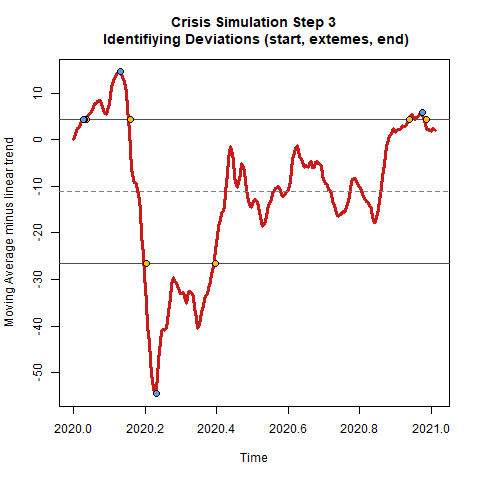 Crisis Simulation Step 3
Identifiying Deviations (start, extemes, end)
Moving Average minus linear trend
10
0
-10
-20
-30
-40
-50
2020.0 2020.2 2020.4 2020.6 2020.8 2021.0
Time